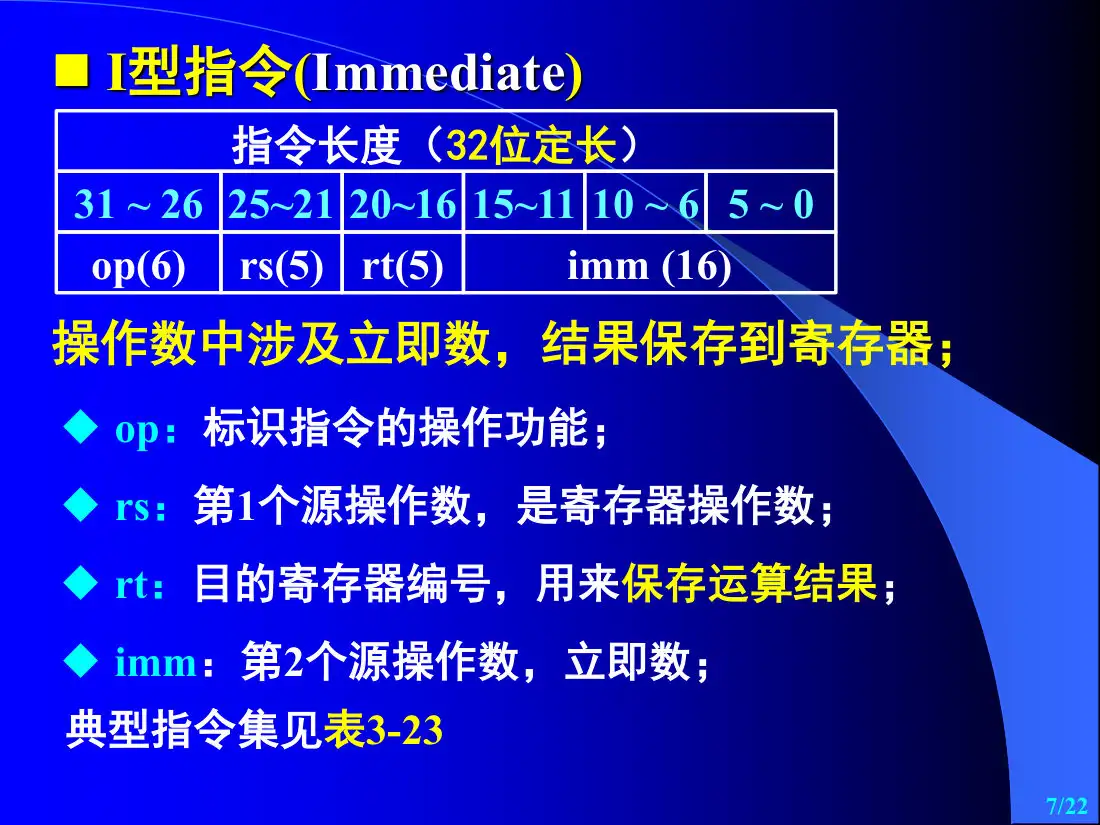 ■ I型指令(Immediate)
指令长度（32位定长）
31 ~ 26 25~21 20~16 15~11 10 ~ 6 5 ~ 0
op(6) rs(5) rt(5) imm (16)
操作数中涉及立即数，结果保存到寄存器；
◆ op：标识指令的操作功能；
◆ rs：第1个源操作数，是寄存器操作数；
◆ rt：目的寄存器编号，用来保存运算结果；
◆ imm：第2个源操作数，立即数；
典型指令集见表3-23
7/22